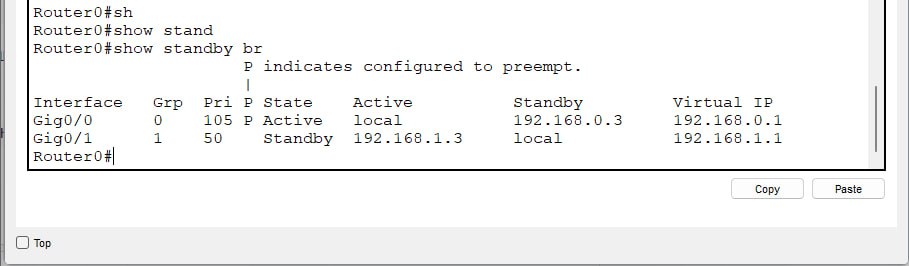 Router0#sh
Router0#show stand
Router0#show standby br
P indicates configured to preempt.
|
Interface Grp Pri P State Active Standby Virtual IP
Gig0/0 0 105 P Active local 192.168.0.3 192.168.0.1
Gig0/1 1 50 Standby 192.168.1.3 local 192.168.1.1
Router0#
Copy Paste
Top